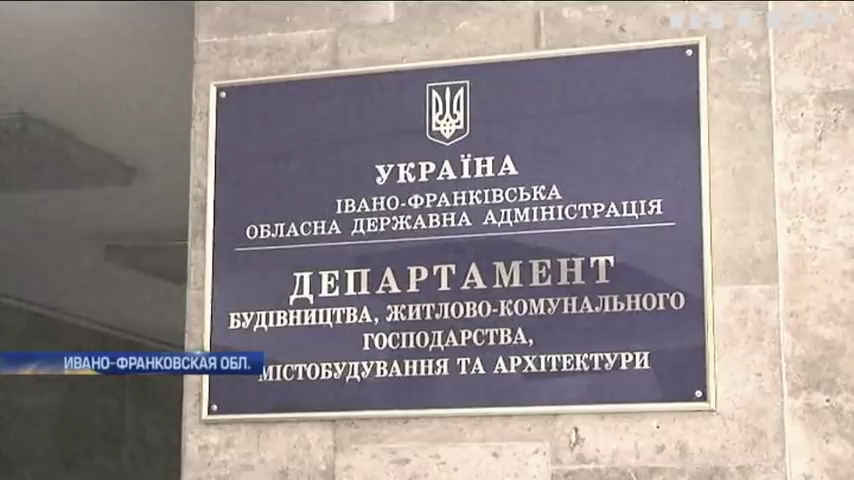 УКРАЇНА
ІВАНО-ФРАНКІВСЬКА
ОБЛАСНА ДЕРЖАВНА АДМІНІСТРАЦІЯ
ДЕПАРТАМЕНТ
БУДІВНИЦТВА, ЖИТЛОВО-КОМУНАЛЬНОГО
ГОСПОДАРСТВА,
МІСТОБУДУВАННЯ ТА АРХІТЕКТУРИ
ИВАНО-ФРАНКОВСКАЯ ОБЛ.